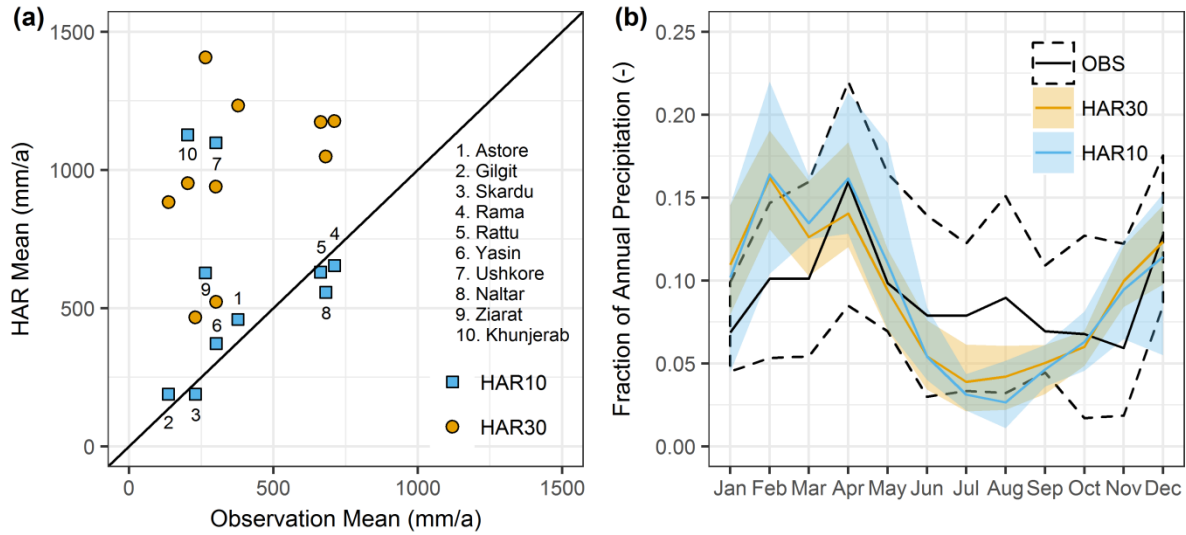 (a)
HAR Mean (mm/a)
1500
1000
500
0
0 500 1000 1500
Observation Mean (mm/a)
10
7
9
1
6
2
3
5
4
8
1. Astore
2. Gilgit
3. Skardu
4. Rama
5. Rattu
6. Yasin
7. Ushkore
8. Naltar
9. Ziarat
10. Khunjerab
HAR10
HAR30
(b)
Fraction of Annual Precipitation (-)
0.25
0.20
0.15
0.10
0.05
0.00
Jan Feb Mar Apr May Jun Jul Aug Sep Oct Nov Dec
OBS
HAR30
HAR10